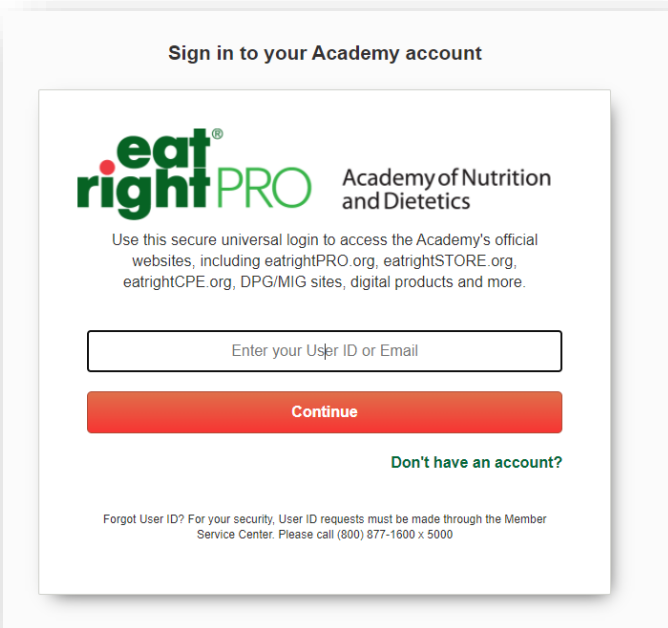 Sign in to your Academy account
eat®
right PRO
Academy of Nutrition
and Dietetics
Use this secure universal login to access the Academy's official
websites, including eatrightPRO.org, eatrightSTORE.org,
eatrightCPE.org, DPG/MIG sites, digital products and more.
Enter your User ID or Email
Continue
Don't have an account?
Forgot User ID? For your security, User ID requests must be made through the Member
Service Center. Please call (800) 877-1600 x 5000